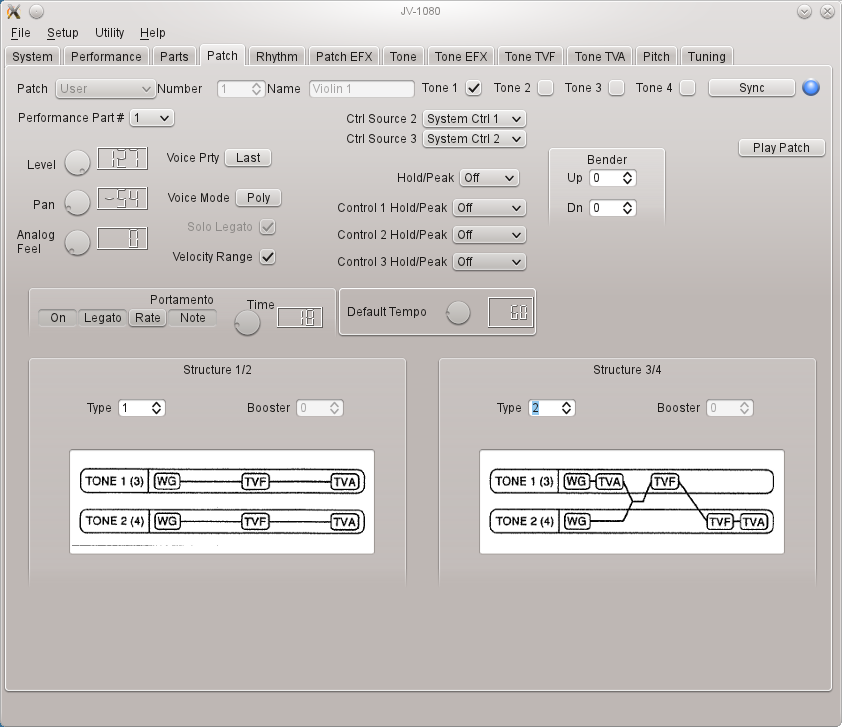 JV-1080
File Setup Utility Help
System Performance Parts Patch Rhythm Patch EFX Tone Tone EFX Tone TVF Tone TVA Pitch Tuning
Patch User Number 1 Name Violin 1 Tone 1 Tone 2 Tone 3 Tone 4 Sync
Performance Part # 1 Ctrl Source 2 System Ctrl 1
Ctrl Source 3 System Ctrl 2
Play Patch
Level 127 Voice Prty Last
Bender
Hold/Peak Off Up 0
Pan -54 Voice Mode Poly
Control 1 Hold/Peak Off Dn 0
Solo Legato
Analog
Feel 0
Control 2 Hold/Peak Off
Velocity Range Control 3 Hold/Peak Off
Portamento Time 18
On Legato Rate Note
Default Tempo 60
Structure 1/2
Type 1 Booster 0
TONE 1 (3) WG TVF TVA
TONE 2 (4) WG TVF TVA
Structure 3/4
Type 2 Booster 0
TONE 1 (3) WG TVA TVF
TONE 2 (4) WG TVF TVA